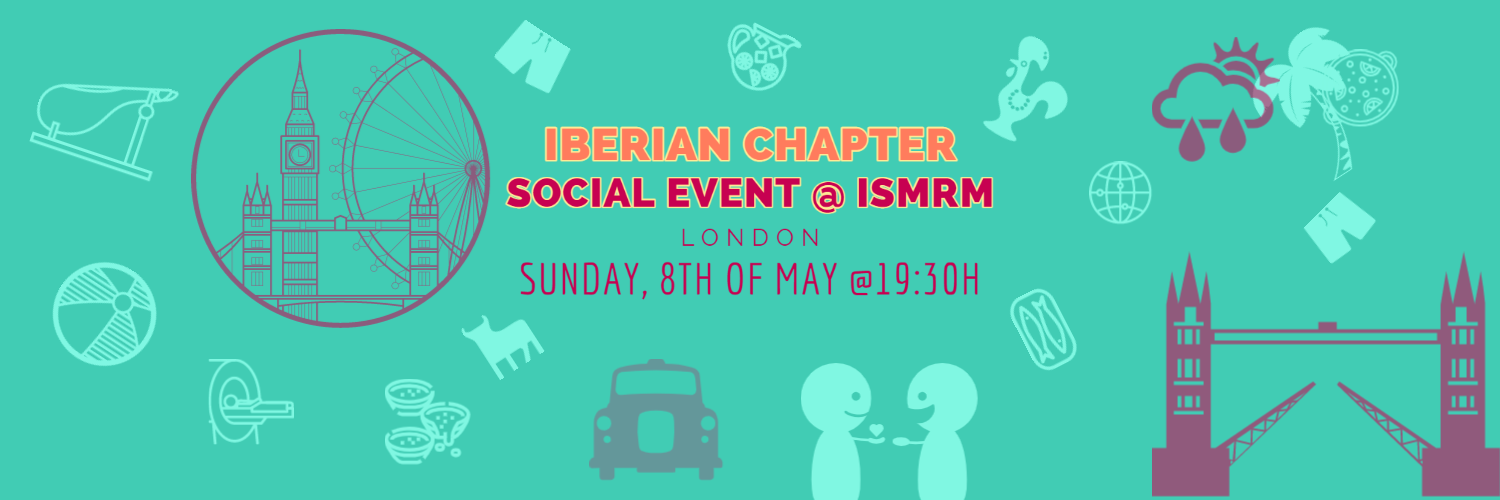 IBERIAN CHAPTER
SOCIAL EVENT @ ISMRM
LONDON
SUNDAY, 8TH OF MAY @19:30H